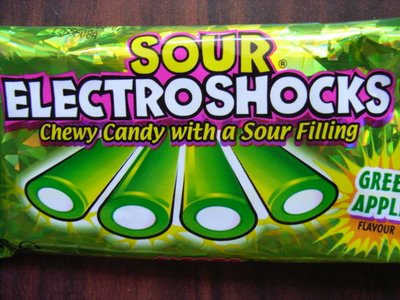 SOUR
®
ELECTROSHOCKS
Chewy Candy with a Sour Filling
GREE
APPL
FLAVOUR